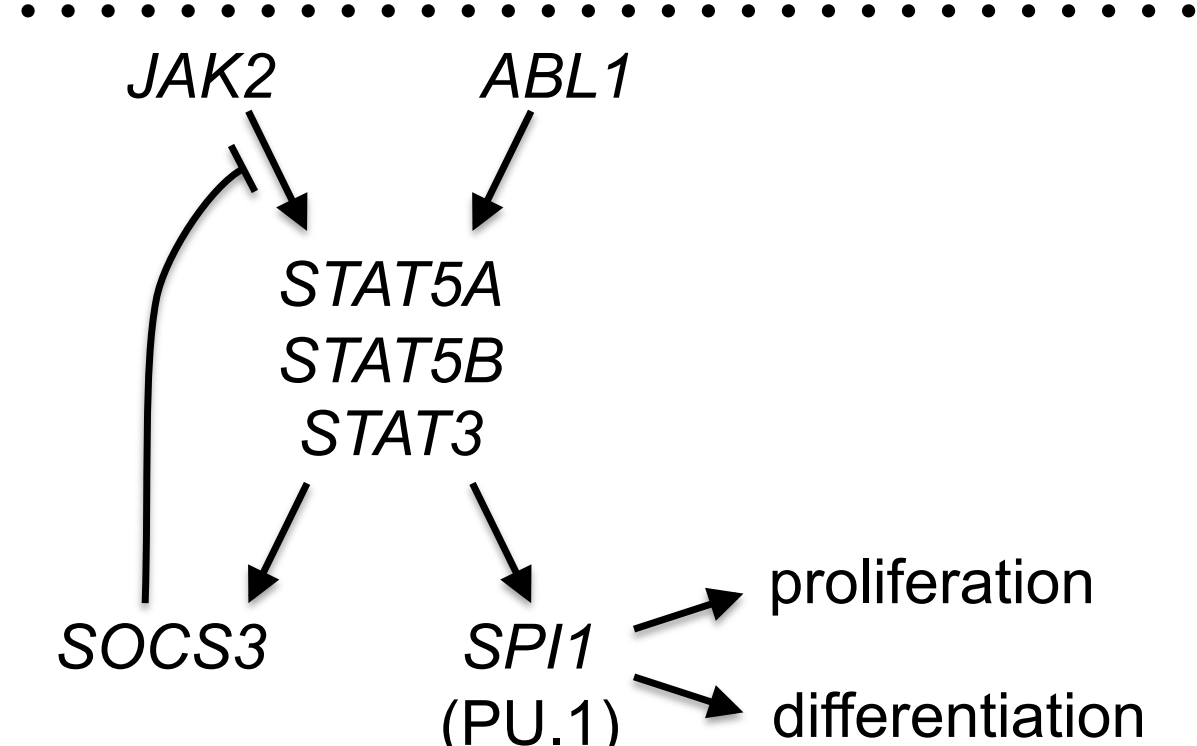 JAK2 ABL1
STAT5A
STAT5B
STAT3
proliferation
SOCS3 SPI1
(PU.1) differentiation